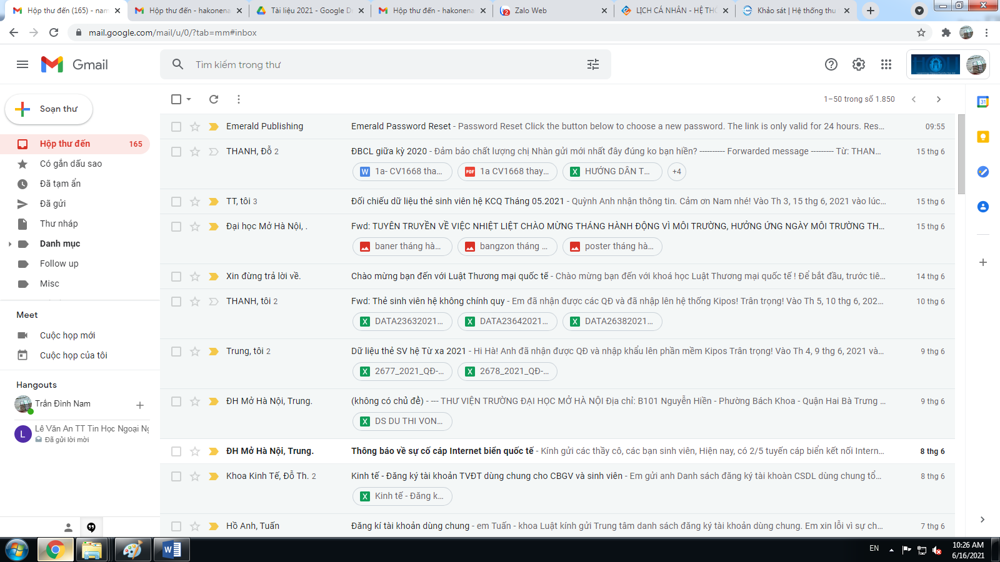 Hộp thư đến (165) - nam
Hộp thư đến - hakonena
Tài liệu 2021 - Google D
Hộp thư đến - hakonena
Zalo Web
LỊCH CÁ NHÂN - HỆ THỐ
Khảo sát | Hệ thống thu
mail.google.com/mail/u/0/?tab=mm#inbox
Gmail
Tìm kiếm trong thư
Soạn thư
1–50 trong số 1.850
Hộp thư đến 165
Có gắn dấu sao
Đã tạm ẩn
Đã gửi
Thư nháp
Danh mục
Follow up
Misc
Meet
Cuộc họp mới
Cuộc họp của tôi
Hangouts
Trần Đình Nam
L
Lê Văn An TT Tin Học Ngoại Ng
Đã gửi lời mời
Emerald Publishing Emerald Password Reset - Password Reset Click the button below to choose a new password. The link is only valid for 24 hours. Res... 09:55
THANH, Đỗ 2 ĐBCL giữa kỳ 2020 - Đảm bảo chất lượng chị Nhàn gửi mới nhất đây đúng ko bạn hiền? ---------- Forwarded message --------- Từ: THAN... 15 thg 6
1a- CV1668 tha... PDF 1a CV1668 thay... HƯỚNG DẪN T... +4
TT, tôi 3 Đối chiếu dữ liệu thẻ sinh viên hệ KCQ Tháng 05.2021 - Quỳnh Anh nhận thông tin. Cảm ơn Nam nhé! Vào Th 3, 15 thg 6, 2021 vào lúc... 15 thg 6
Đại học Mở Hà Nội, . Fwd: TUYÊN TRUYỀN VỀ VIỆC NHIỆT LIỆT CHÀO MỪNG THÁNG HÀNH ĐỘNG VÌ MÔI TRƯỜNG, HƯỞNG ỨNG NGÀY MÔI TRƯỜNG TH... 15 thg 6
baner tháng hà... bangzon tháng ... poster tháng hà...
Xin đừng trả lời về. Chào mừng bạn đến với Luật Thương mại quốc tế - Chào mừng bạn đến với khoá học Luật Thương mại quốc tế ! Để bắt đầu, trước tiê... 14 thg 6
THANH, tôi 2 Fwd: Thẻ sinh viên hệ không chính quy - Em đã nhận được các QĐ và đã nhập lên hệ thống Kipos! Trân trọng! Vào Th 5, 10 thg 6, 202... 10 thg 6
DATA23632021... DATA23642021... DATA26382021...
Trung, tôi 2 Dữ liệu thẻ SV hệ Từ xa 2021 - Hi Hà! Anh đã nhận được QĐ và nhập khẩu lên phần mềm Kipos Trân trọng! Vào Th 4, 9 thg 6, 2021 và... 9 thg 6
2677_2021_QĐ-... 2678_2021_QĐ-...
ĐH Mở Hà Nội, Trung. (không có chủ đề) - --- THƯ VIỆN TRƯỜNG ĐẠI HỌC MỞ HÀ NỘI Địa chỉ: B101 Nguyễn Hiền - Phường Bách Khoa - Quận Hai Bà Trưng ... 9 thg 6
DS DU THI VON...
ĐH Mở Hà Nội, Trung. Thông báo về sự cố cáp Internet biển quốc tế - Kính gửi các thầy cô, các bạn sinh viên, Hiện nay, có 2/5 tuyến cáp biển kết nối Intern... 8 thg 6
Khoa Kinh Tế, Đỗ Th. 2 Kinh tế - Đăng ký tài khoản TVĐT dùng chung cho CBGV và sinh viên - Em gửi anh Danh sách đăng ký tài khoản CSDL dùng chung tổ... 8 thg 6
Kinh tế - Đăng k...
Hồ Anh, Tuấn Đăng kí tài khoản dùng chung - em Tuấn - khoa Luật kính gửi Trung tâm danh sách đăng ký tài khoản dùng chung. Em xin lỗi vì sự ch... 7 thg 6
EN
10:26 AM
6/16/2021